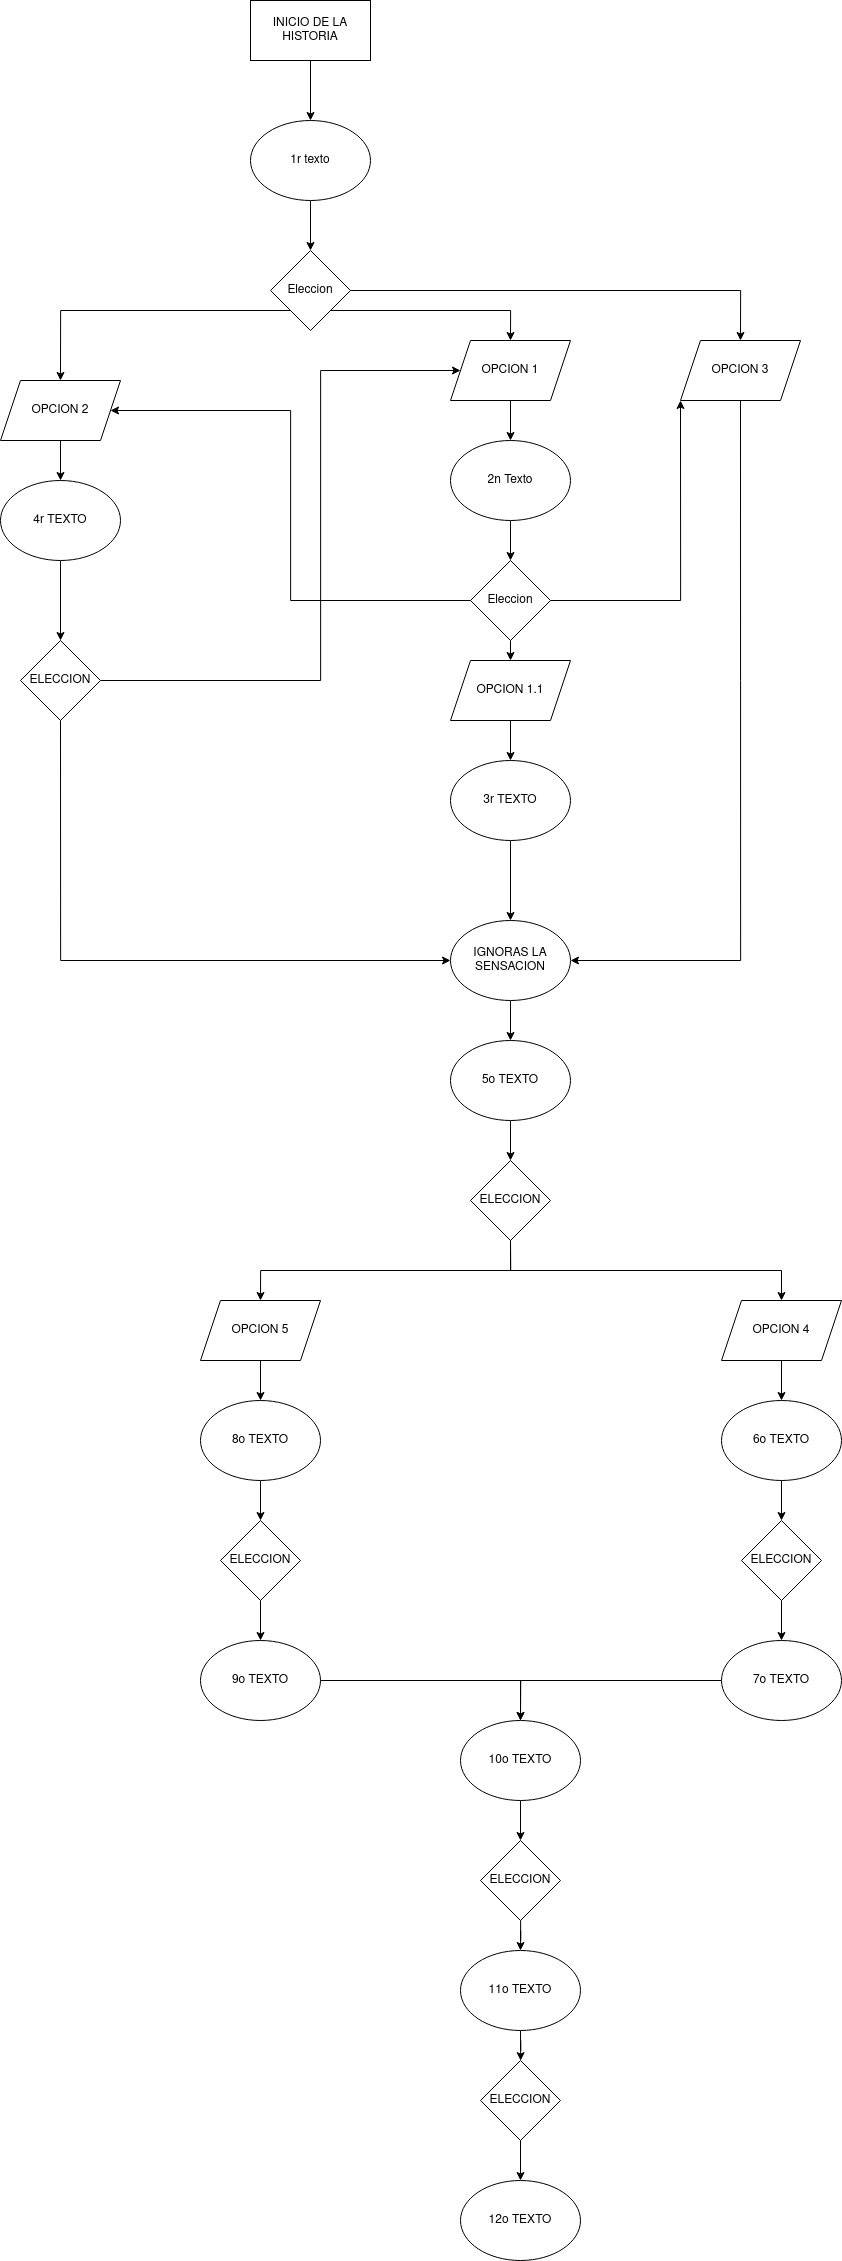 INICIO DE LA
HISTORIA
1r texto
Eleccion
OPCION 1
OPCION 3
OPCION 2
2n Texto
4r TEXTO
Eleccion
ELECCION
OPCION 1.1
3r TEXTO
IGNORAS LA
SENSACION
5o TEXTO
ELECCION
OPCION 5
OPCION 4
8o TEXTO
6o TEXTO
ELECCION
ELECCION
9o TEXTO
7o TEXTO
10o TEXTO
ELECCION
11o TEXTO
ELECCION
12o TEXTO